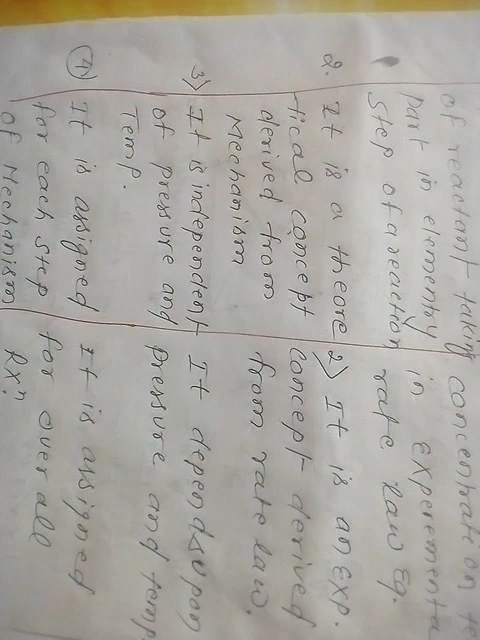 of reactant taking
part in elementry
Step of a reaction
2. It is a theore
tical concept
derived from
Mechanism
3) It is independent
of pressure and
Temp.
4 It is assigned
for each step
of Mechanism
concentration te
in experementa
rate law Eq.
2) It is an Exp.
concept derived
from rate law.
It depends upon
pressure and temp
It is assigned
for over all
Rxⁿ.